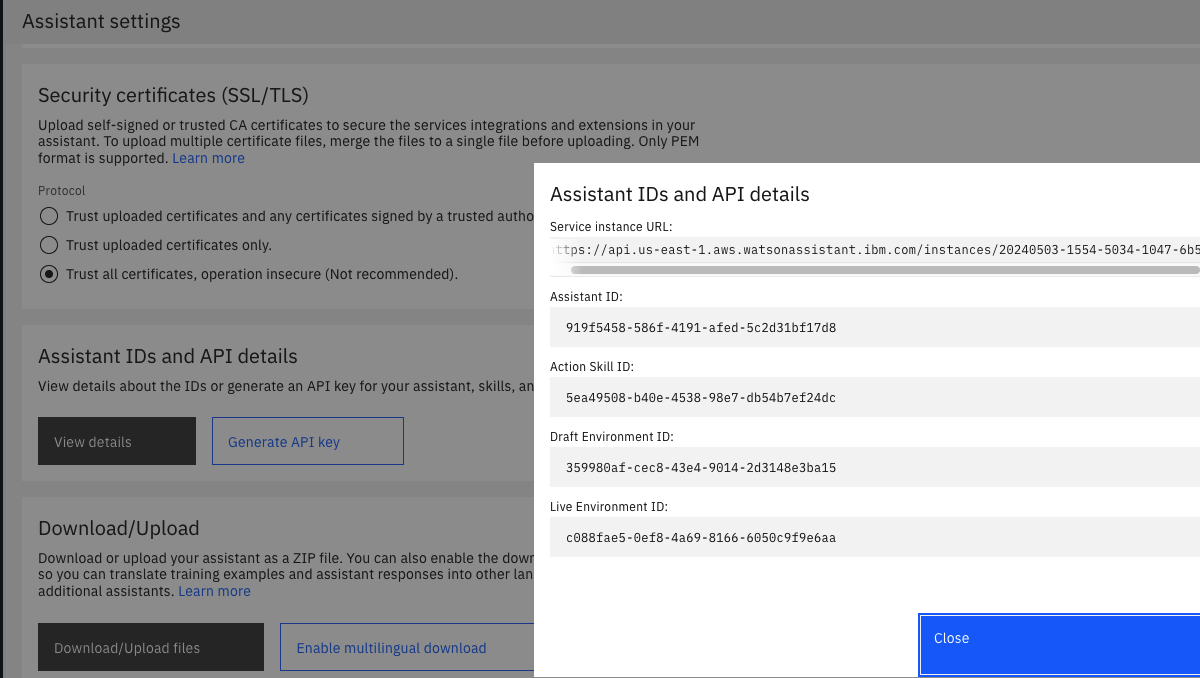 Assistant settings
Security certificates (SSL/TLS)
Upload self-signed or trusted CA certificates to secure the services integrations and extensions in your
assistant. To upload multiple certificate files, merge the files to a single file before uploading. Only PEM
format is supported. Learn more
Protocol
Trust uploaded certificates and any certificates signed by a trusted autho
Trust uploaded certificates only.
Trust all certificates, operation insecure (Not recommended).
Assistant IDs and API details
View details about the IDs or generate an API key for your assistant, skills, an
View details
Generate API key
Download/Upload
Download or upload your assistant as a ZIP file. You can also enable the dow
so you can translate training examples and assistant responses into other lan
additional assistants. Learn more
Download/Upload files
Enable multilingual download
Assistant IDs and API details
Service instance URL:
https://api.us-east-1.aws.watsonassistant.ibm.com/instances/20240503-1554-5034-1047-6b5
Assistant ID:
919f5458-586f-4191-afed-5c2d31bf17d8
Action Skill ID:
5ea49508-b40e-4538-98e7-db54b7ef24dc
Draft Environment ID:
359980af-cec8-43e4-9014-2d3148e3ba15
Live Environment ID:
c088fae5-0ef8-4a69-8166-6050c9f9e6aa
Close